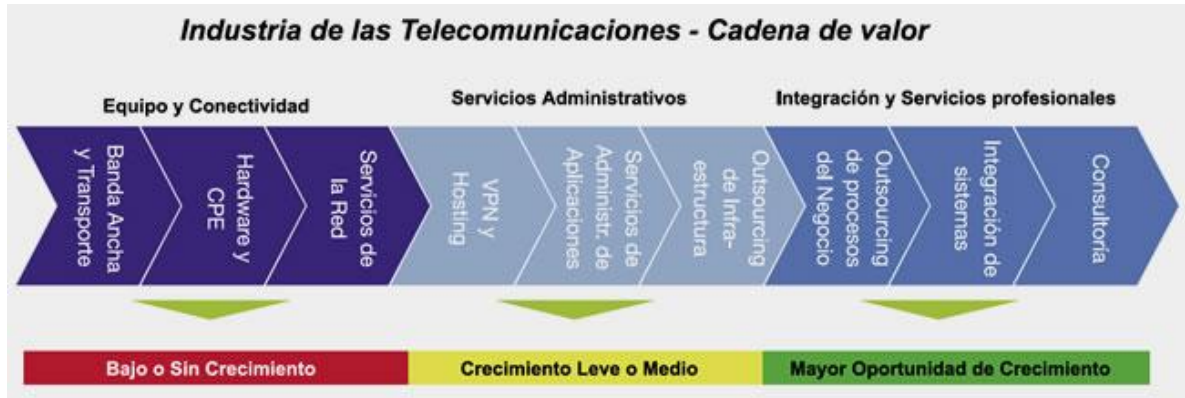 Industria de las Telecomunicaciones - Cadena de valor
Equipo y Conectividad
Servicios Administrativos
Integración y Servicios profesionales
Banda Ancha
y Transporte
Hardware y
CPE
Servicios de
la Red
VPN y
Hosting
Servicios de
Administr. de
Aplicaciones
Outsourcing
de Infra-
estructura
Outsourcing
de procesos
del Negocio
Integración de
sistemas
Consultoría
Bajo o Sin Crecimiento
Crecimiento Leve o Medio
Mayor Oportunidad de Crecimiento